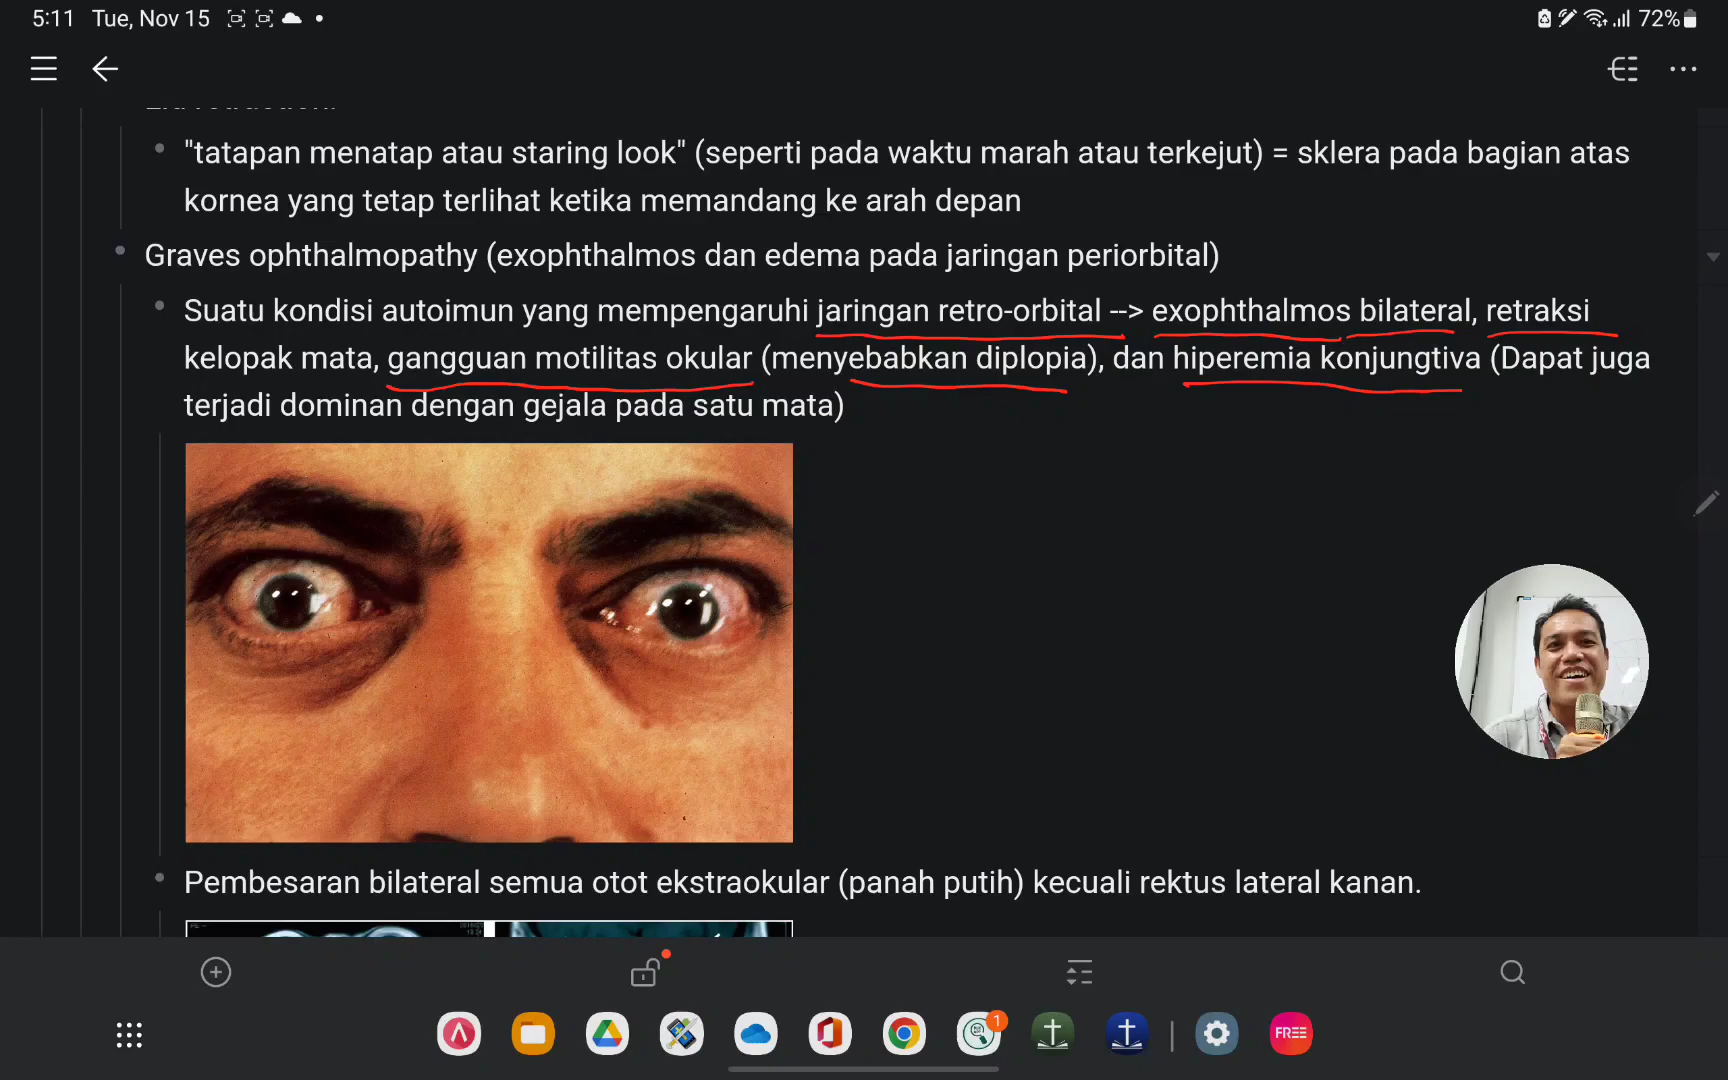 5:11 Tue, Nov 15
72%
"tatapan menatap atau staring look" (seperti pada waktu marah atau terkejut) = sklera pada bagian atas
kornea yang tetap terlihat ketika memandang ke arah depan
Graves ophthalmopathy (exophthalmos dan edema pada jaringan periorbital)
Suatu kondisi autoimun yang mempengaruhi jaringan retro-orbital --> exophthalmos bilateral, retraksi
kelopak mata, gangguan motilitas okular (menyebabkan diplopia), dan hiperemia konjungtiva (Dapat juga
terjadi dominan dengan gejala pada satu mata)
Pembesaran bilateral semua otot ekstraokular (panah putih) kecuali rektus lateral kanan.
1
FREE